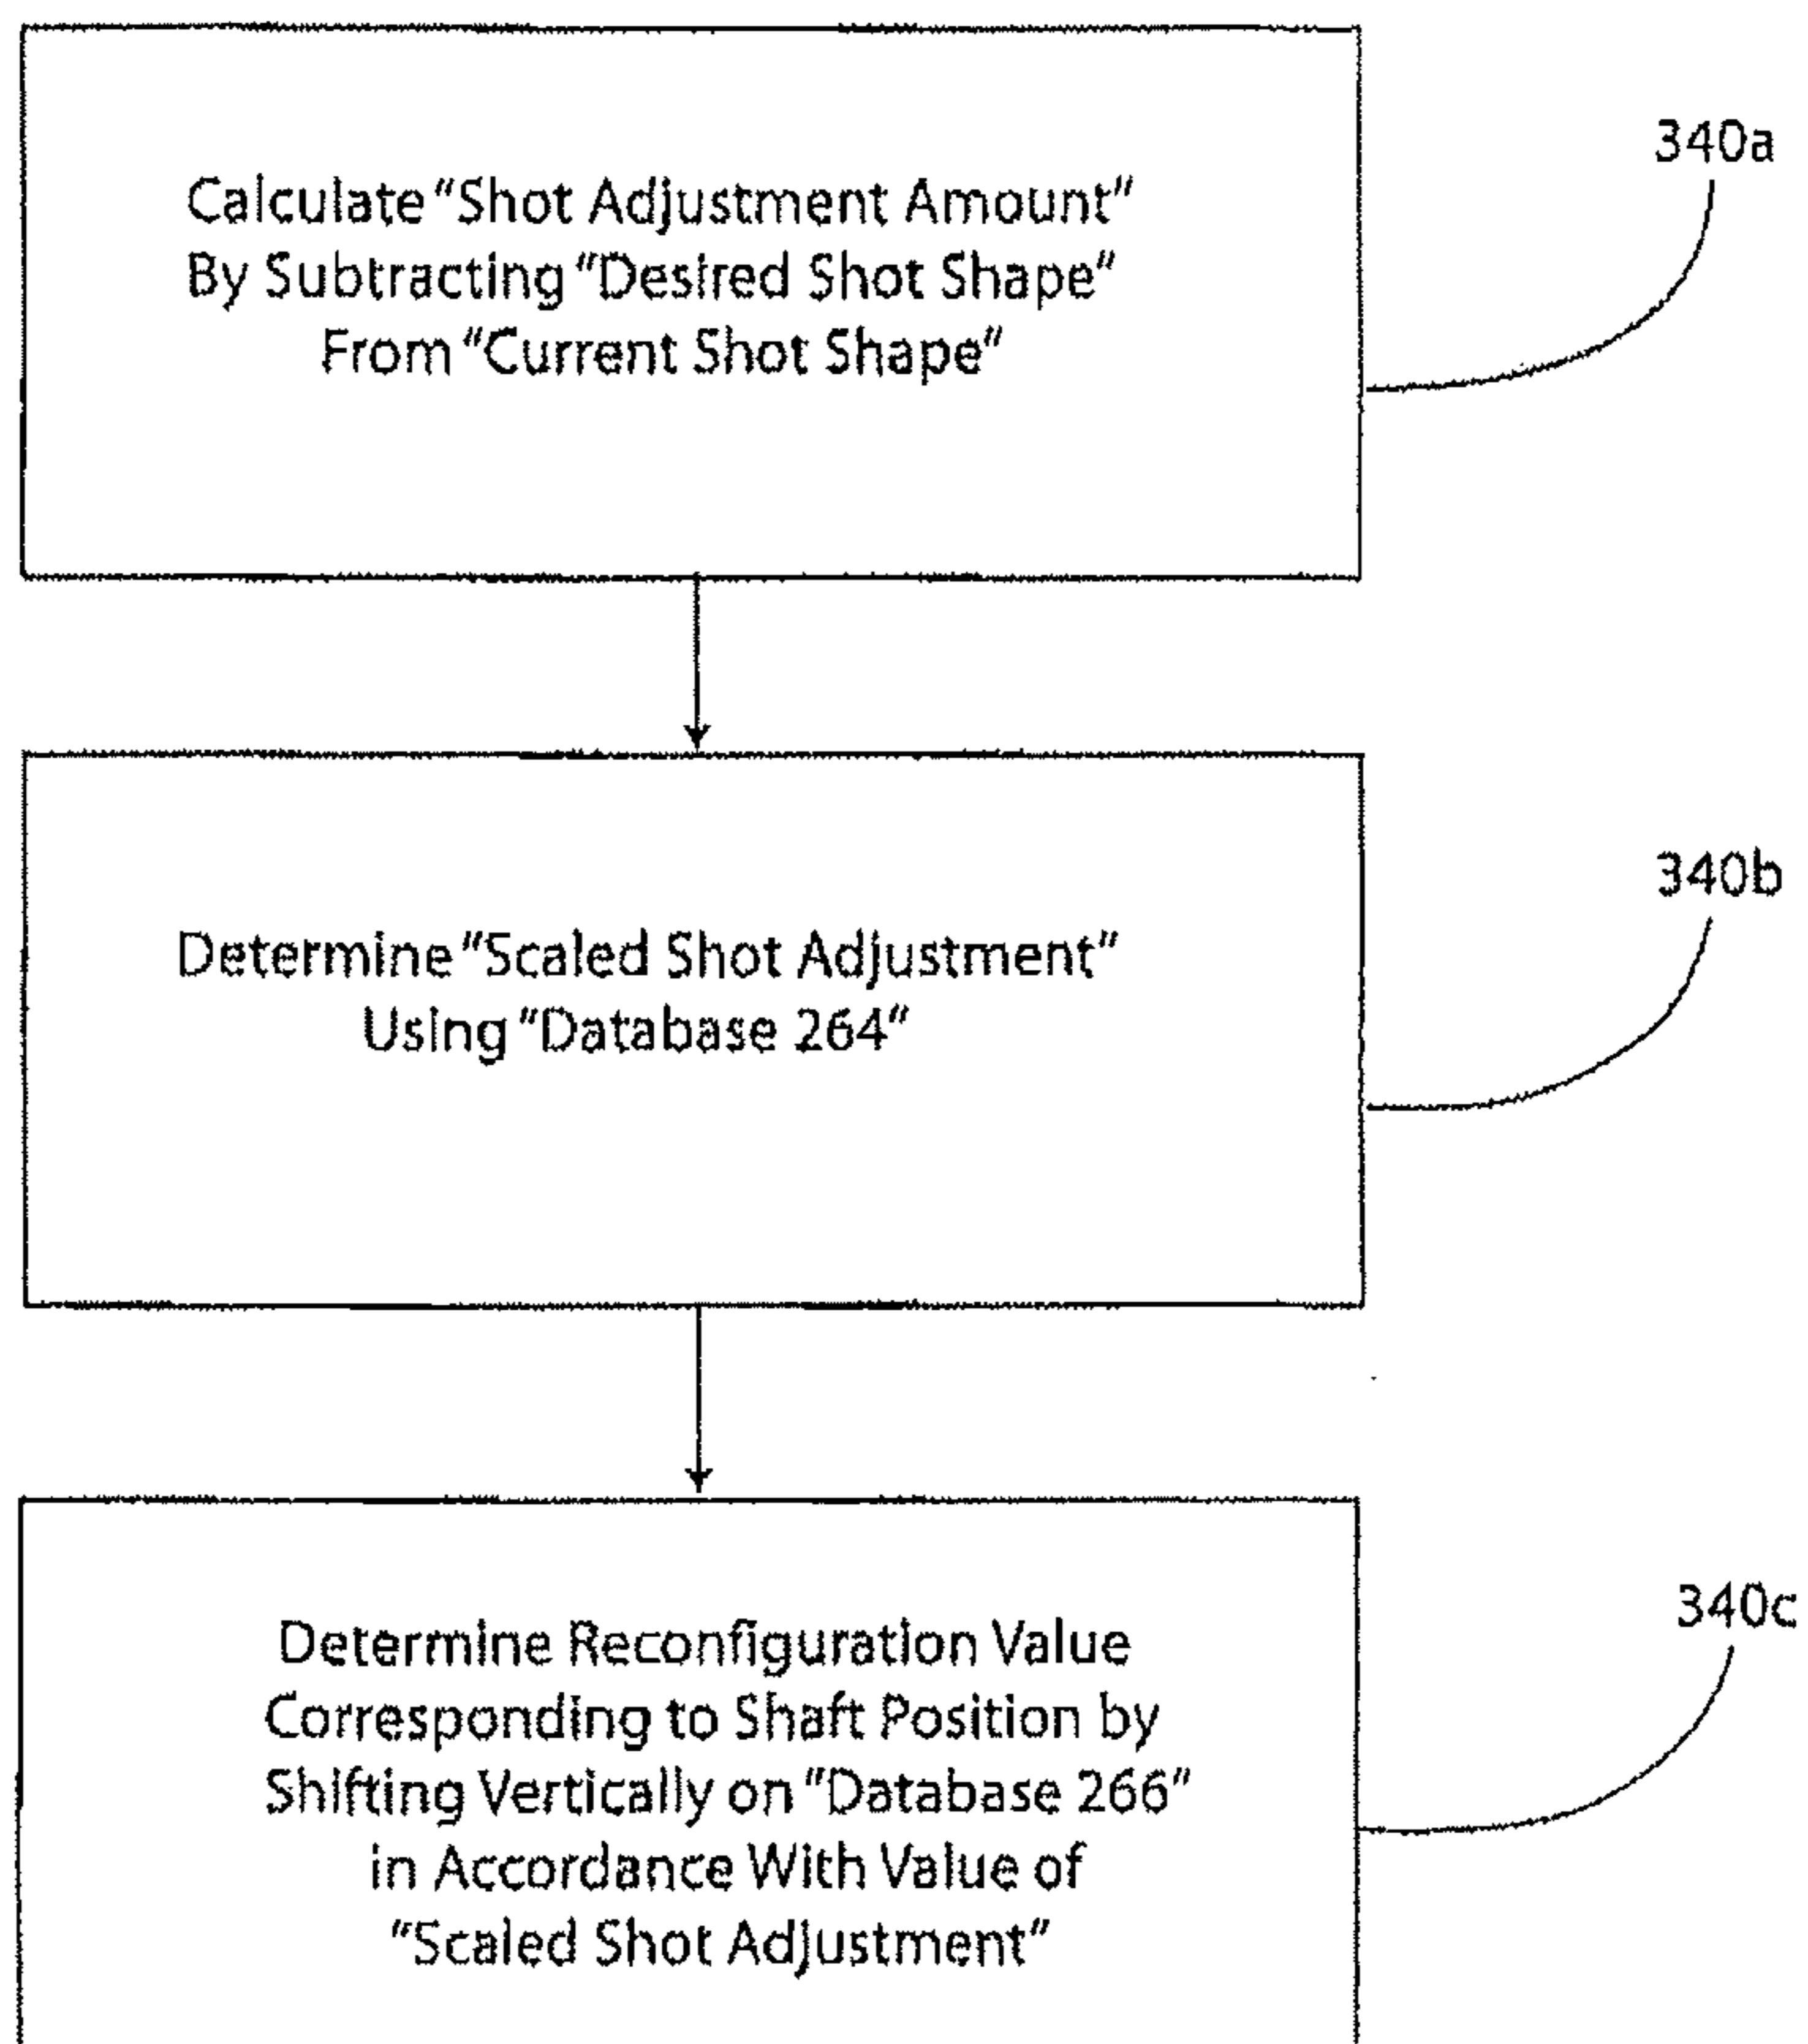 Calculate "Shot Adjustment Amount"
By Subtracting "Desired Shot Shape"
From "Current Shot Shape"
340a
Determine "Scaled Shot Adjustment"
Using "Database 264"
340b
Determine Reconfiguration Value
Corresponding to Shaft Position by
Shifting Vertically on "Database 266"
in Accordance With Value of
"Scaled Shot Adjustment"
340c